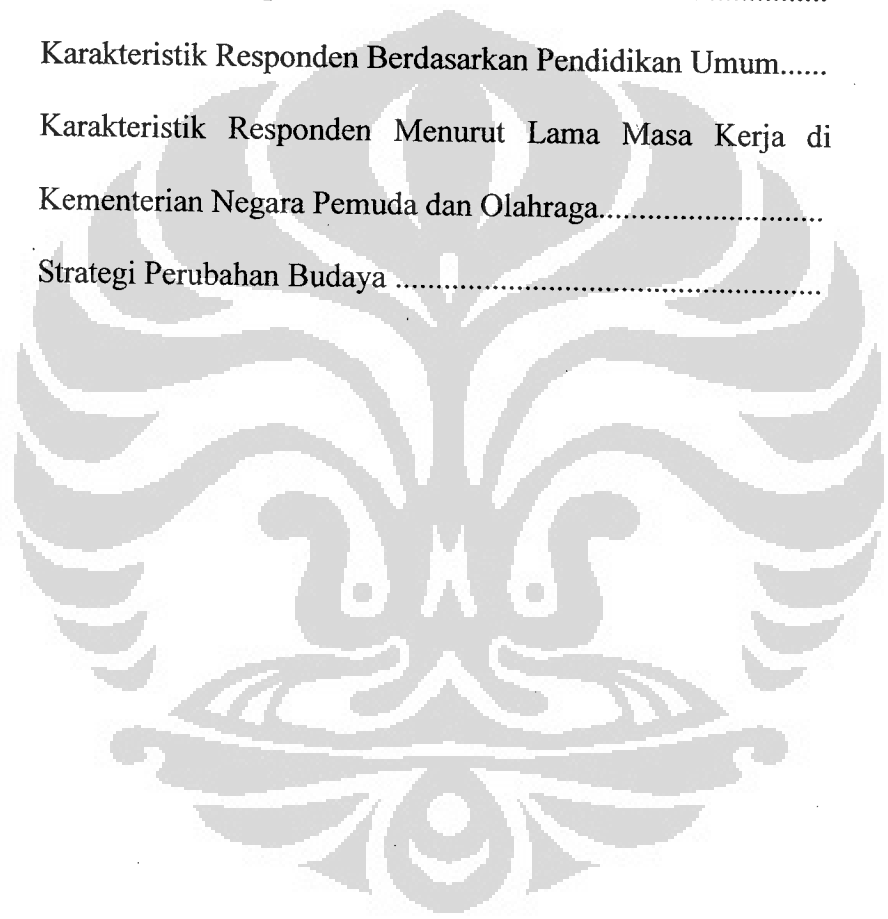 Karakteristik Responden Berdasarkan Pendidikan Umum......
Karakteristik Responden Menurut Lama Masa Kerja di
Kementerian Negara Pemuda dan Olahraga............................
Strategi Perubahan Budaya .....................................................